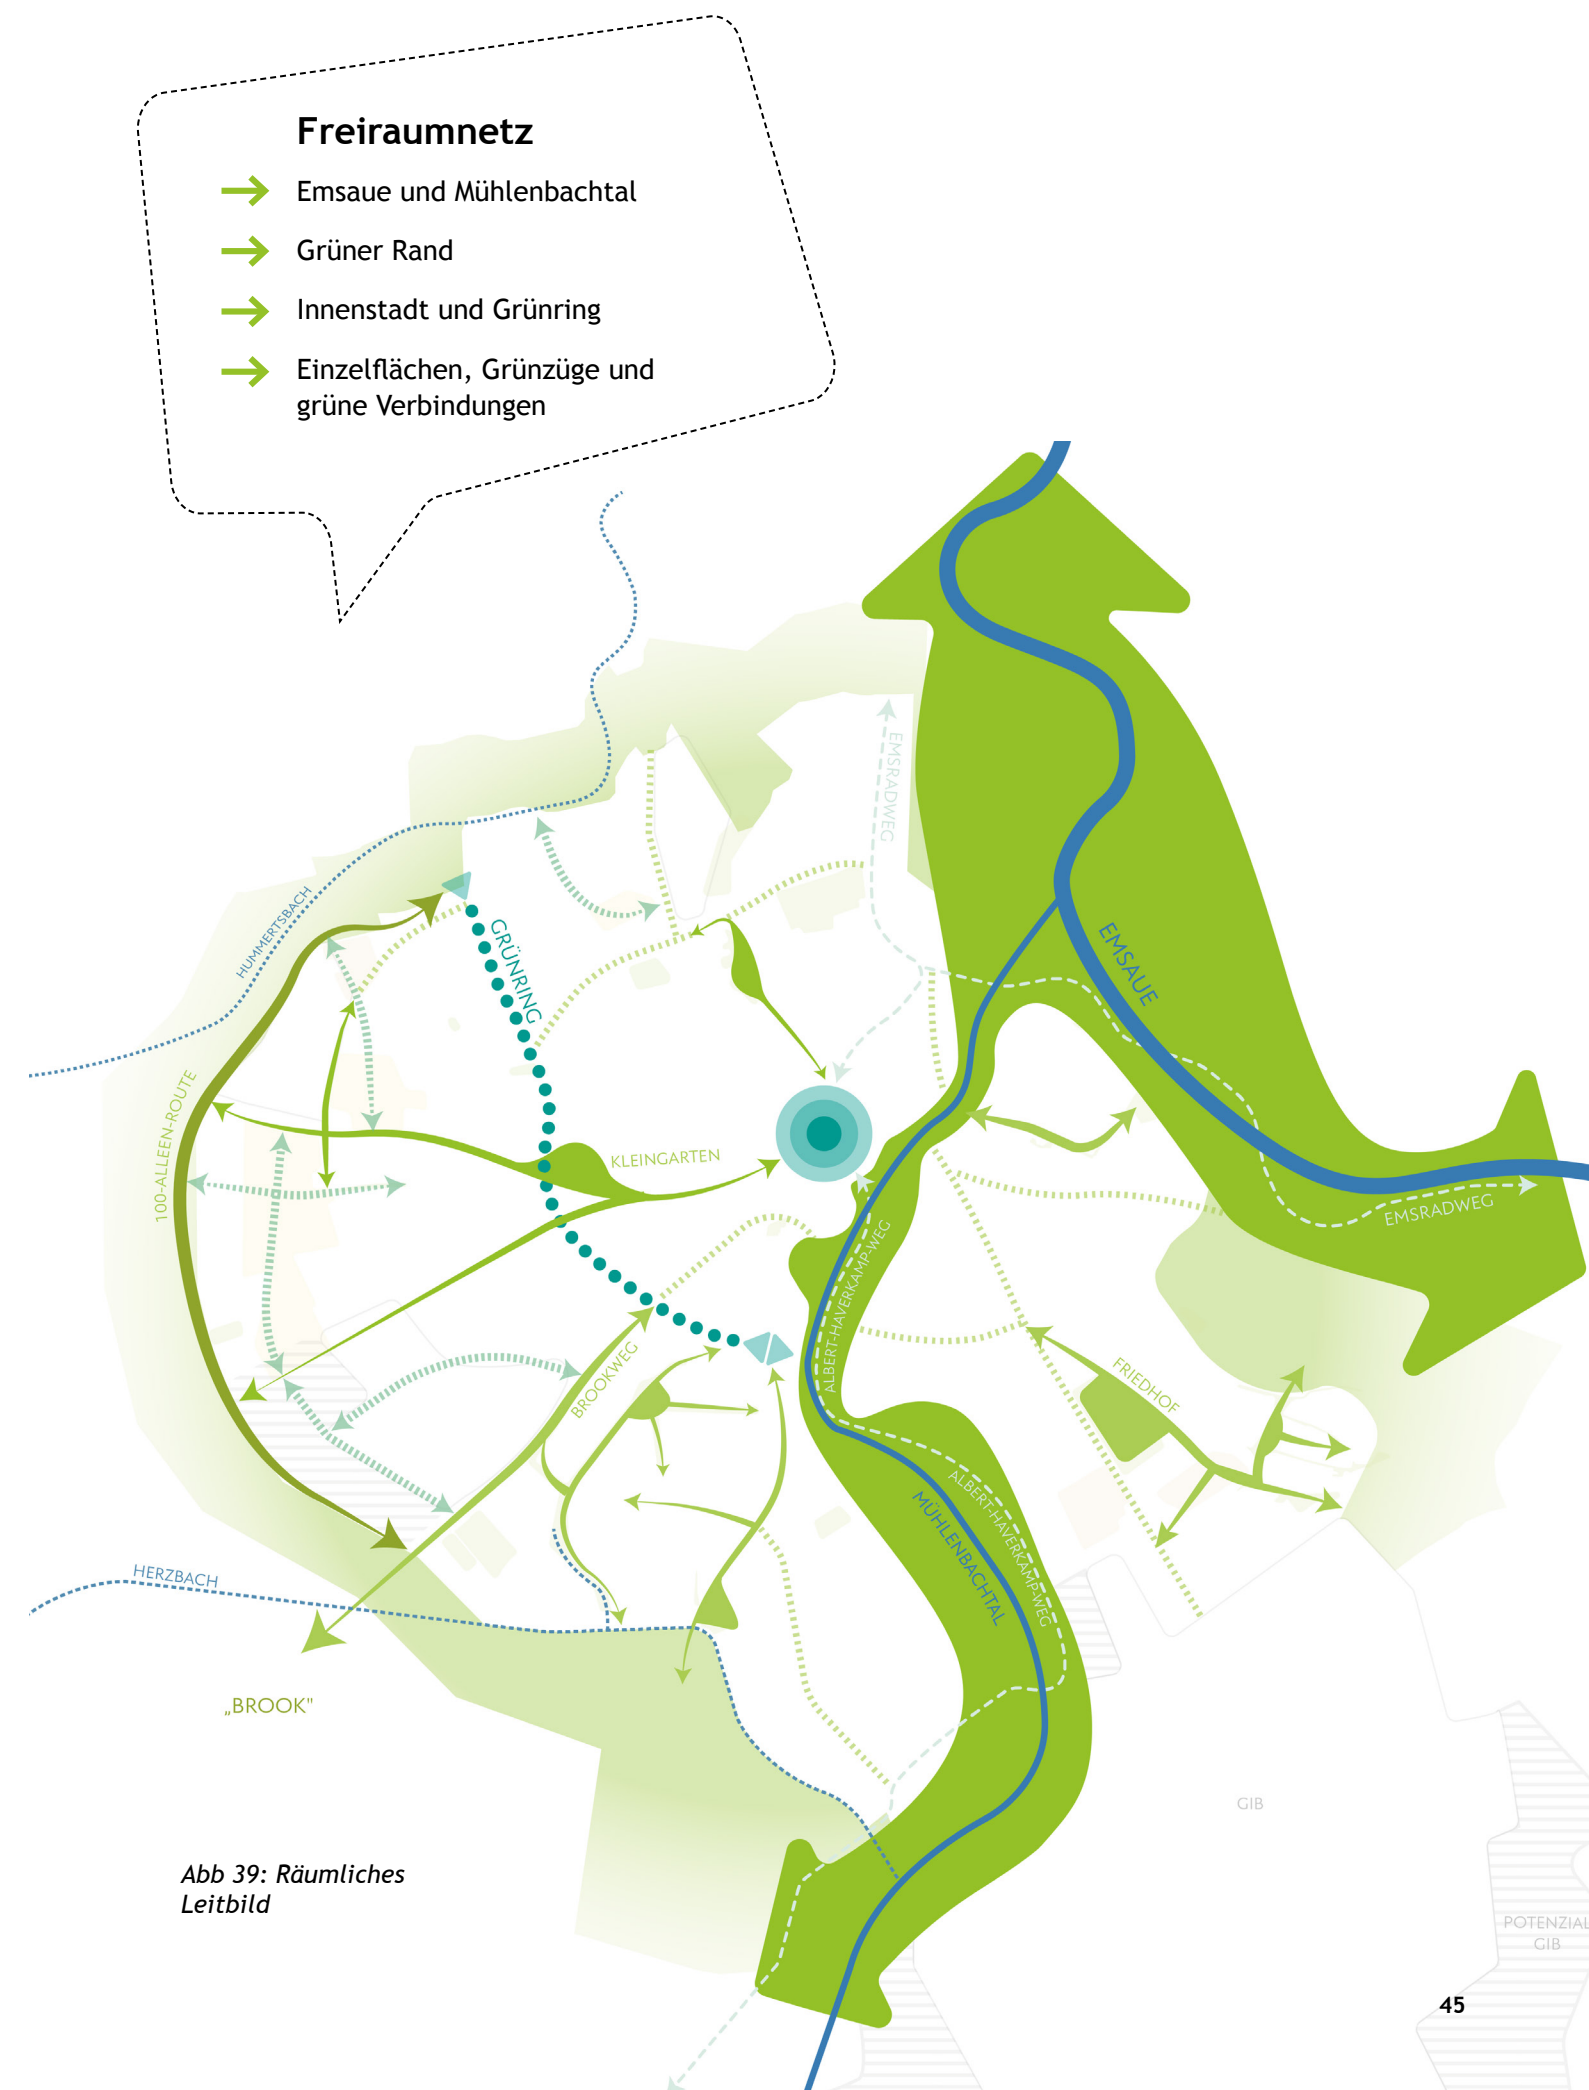 Freiraumnetz
Emsaue und Mühlenbachtal
Grüner Rand
Innenstadt und Grünring
Einzelflächen, Grünzüge und
grüne Verbindungen
EMSRADWEG
HUMMERTSBACH
GRÜNRING
EMSAUE
100-ALLEEN-ROUTE
KLEINGARTEN
EMSRADWEG
ALBERT-HAVERKAMP-WEG
BROOKWEG
FRIEDHOF
ALBERT-HAVERKAMP-WEG
MÜHLENBACHTAL
HERZBACH
„BROOK"
GIB
Abb 39: Räumliches
Leitbild
POTENZIAL
GIB
45